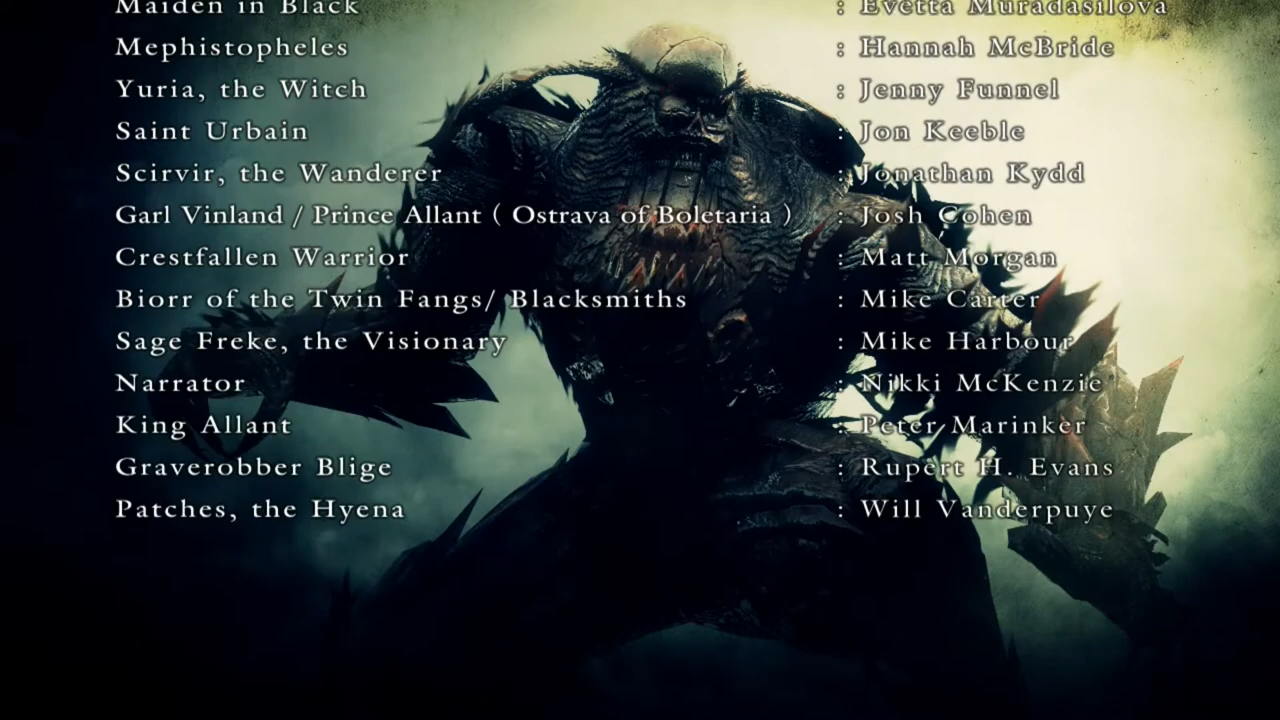 Maiden in Black : Evetta Muradasilova
Mephistopheles : Hannah McBride
Yuria, the Witch : Jenny Funnel
Saint Urbain : Jon Keeble
Scirvir, the Wanderer : Jonathan Kydd
Garl Vinland / Prince Allant ( Ostrava of Boletaria ) : Josh Cohen
Crestfallen Warrior : Matt Morgan
Biorr of the Twin Fangs/ Blacksmiths : Mike Carter
Sage Freke, the Visionary : Mike Harbour
Narrator : Nikki McKenzie
King Allant : Peter Marinker
Graverobber Blige : Rupert H. Evans
Patches, the Hyena : Will Vanderpuye